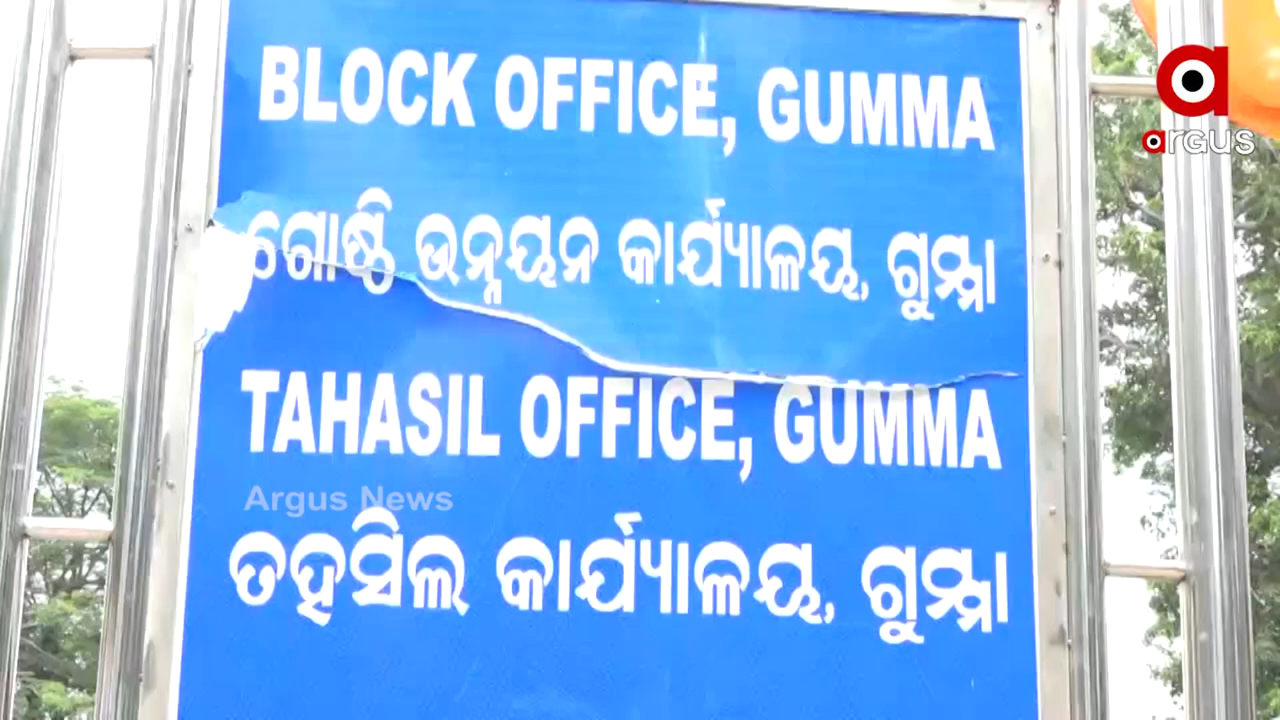 BLOCK OFFICE, GUMMA
ଗୋଷ୍ଠି ଉନ୍ନୟନ କାର୍ଯ୍ୟାଳୟ, ଗୁମ୍ମା
TAHASIL OFFICE, GUMMA
ତହସିଲ କାର୍ଯ୍ୟାଳୟ, ଗୁମ୍ମା
Argus News
argus